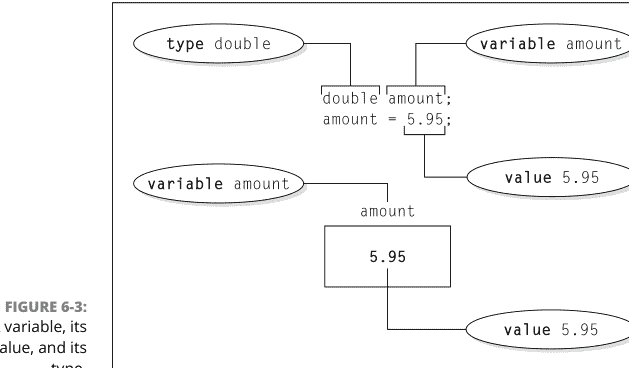 type double
variable amount
double amount;
amount = 5.95;
variable amount
value 5.95
amount
5.95
value 5.95
FIGURE 6-3:
variable, its
alue, and its
type.